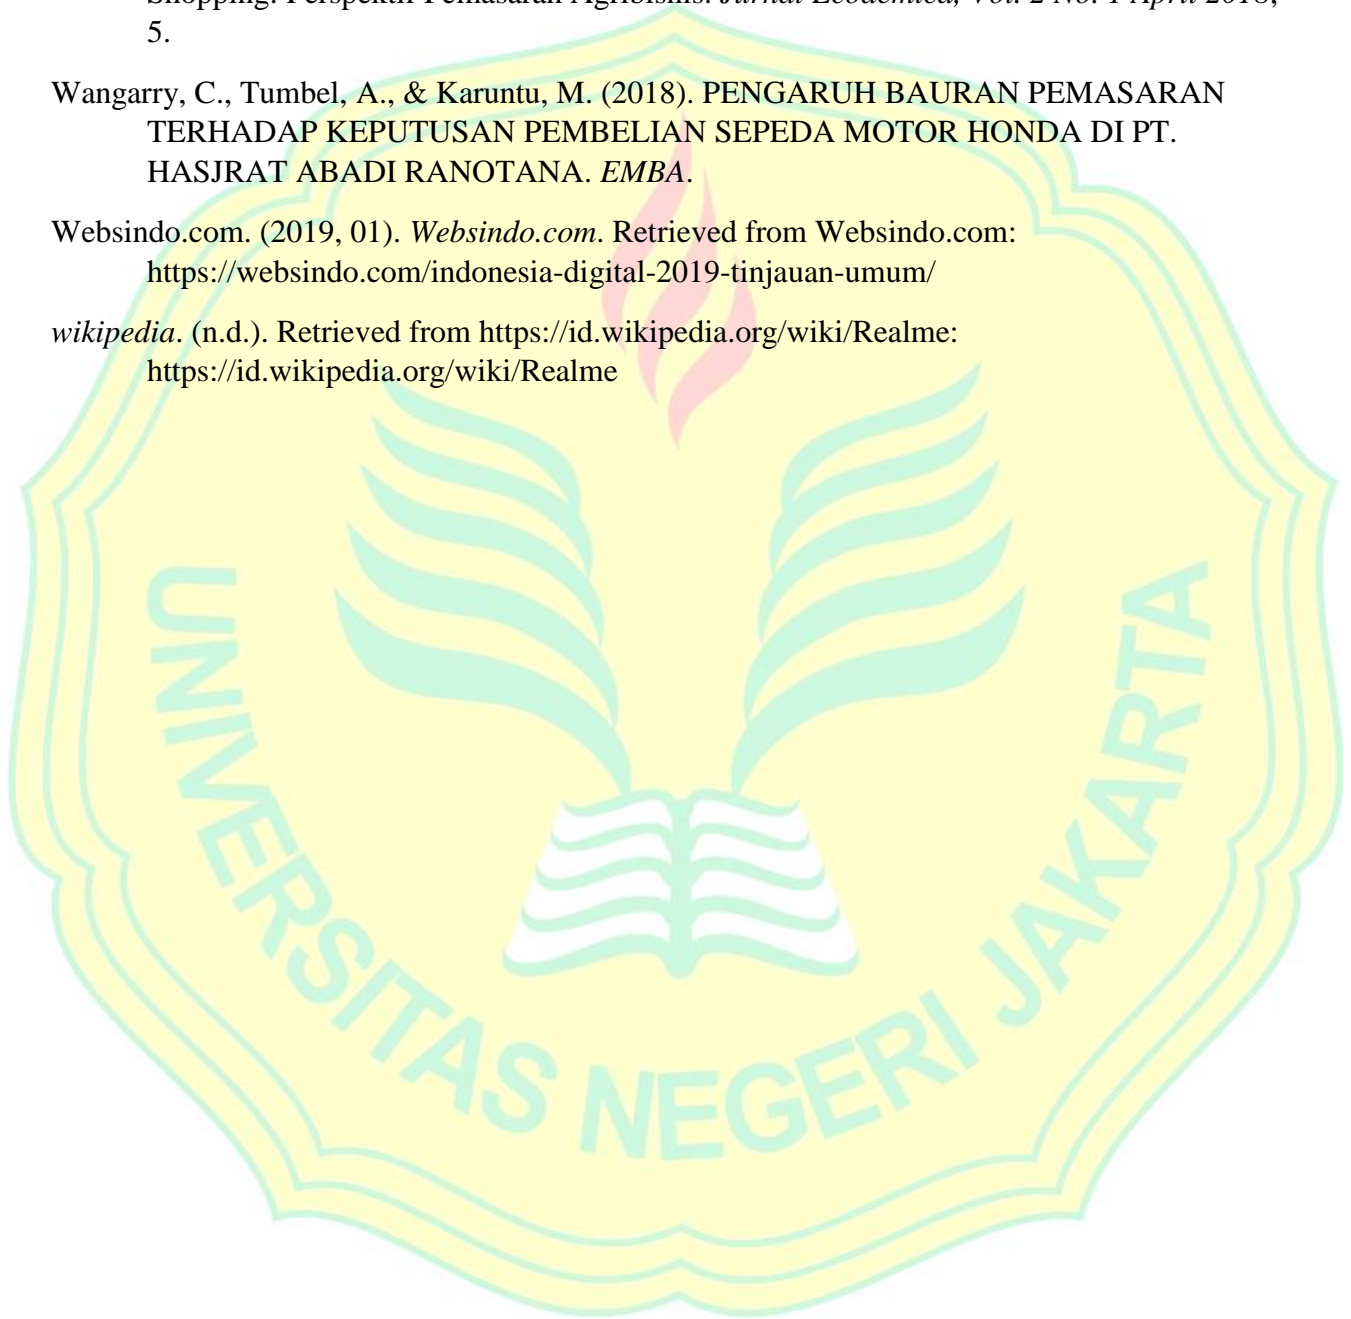 Shopping: Perspektif Pemasaran Agribisnis. Jurnal Ecodemica, Vol. 2 No. 1 April 2018,
5.
Wangarry, C., Tumbel, A., & Karuntu, M. (2018). PENGARUH BAURAN PEMASARAN
TERHADAP KEPUTUSAN PEMBELIAN SEPEDA MOTOR HONDA DI PT.
HASJRAT ABADI RANOTANA. EMBA.
Websindo.com. (2019, 01). Websindo.com. Retrieved from Websindo.com:
https://websindo.com/indonesia-digital-2019-tinjauan-umum/
wikipedia. (n.d.). Retrieved from https://id.wikipedia.org/wiki/Realme:
https://id.wikipedia.org/wiki/Realme
UNIVERSITAS NEGERI JAKARTA